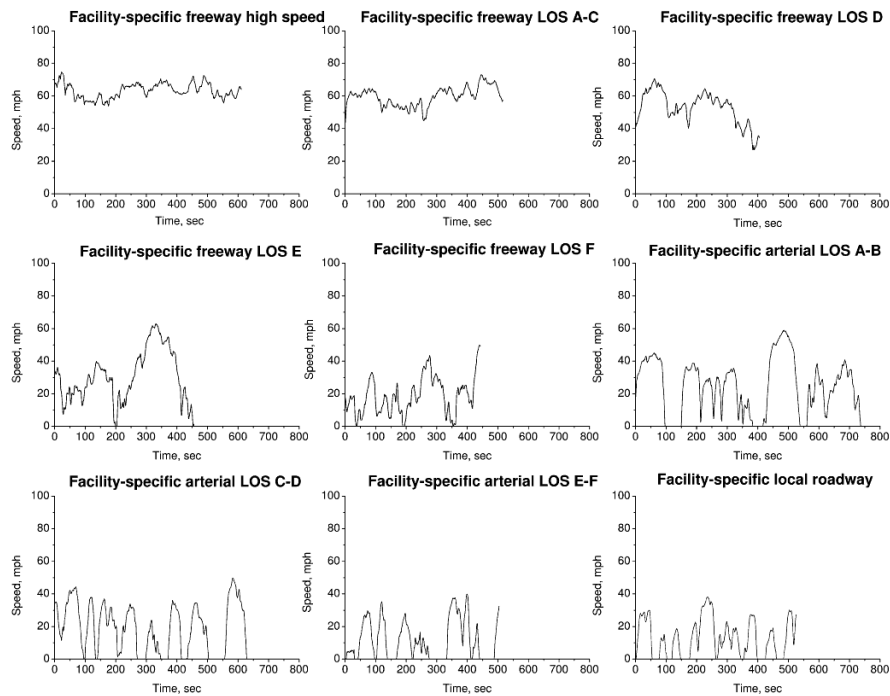 Facility-specific freeway high speed
100
80
60
40
20
0
Speed, mph
0 100 200 300 400 500 600 700 800
Time, sec
Facility-specific freeway LOS A-C
100
80
60
40
20
0
Speed, mph
0 100 200 300 400 500 600 700 800
Time, sec
Facility-specific freeway LOS D
100
80
60
40
20
0
Speed, mph
0 100 200 300 400 500 600 700 800
Time, sec
Facility-specific freeway LOS E
100
80
60
40
20
0
Speed, mph
0 100 200 300 400 500 600 700 800
Time, sec
Facility-specific freeway LOS F
100
80
60
40
20
0
Speed, mph
0 100 200 300 400 500 600 700 800
Time, sec
Facility-specific arterial LOS A-B
100
80
60
40
20
0
Speed, mph
0 100 200 300 400 500 600 700 800
Time, sec
Facility-specific arterial LOS C-D
100
80
60
40
20
0
Speed, mph
0 100 200 300 400 500 600 700 800
Time, sec
Facility-specific arterial LOS E-F
100
80
60
40
20
0
Speed, mph
0 100 200 300 400 500 600 700 800
Time, sec
Facility-specific local roadway
100
80
60
40
20
0
Speed, mph
0 100 200 300 400 500 600 700 800
Time, sec